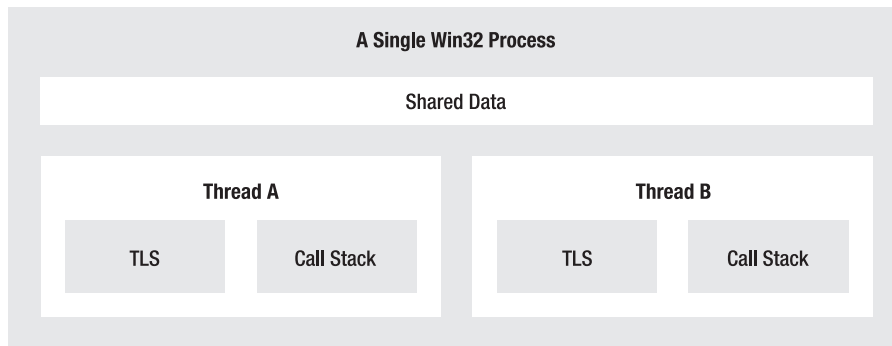 A Single Win32 Process
Shared Data
Thread A
Thread B
TLS
Call Stack
TLS
Call Stack